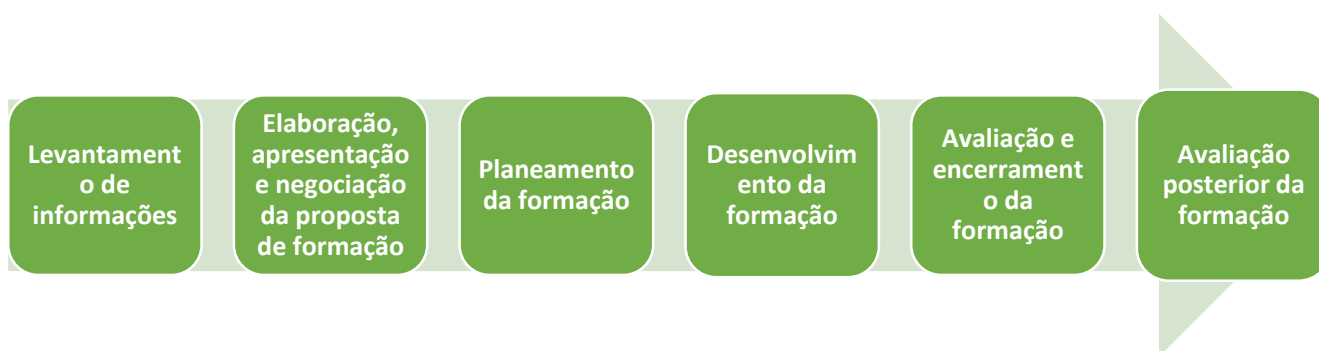 Levantament
o de
informações
Elaboração,
apresentação
e negociação
da proposta
de formação
Planeamento
da formação
Desenvolvim
ento da
formação
Avaliação e
encerrament
o da
formação
Avaliação
posterior da
formação